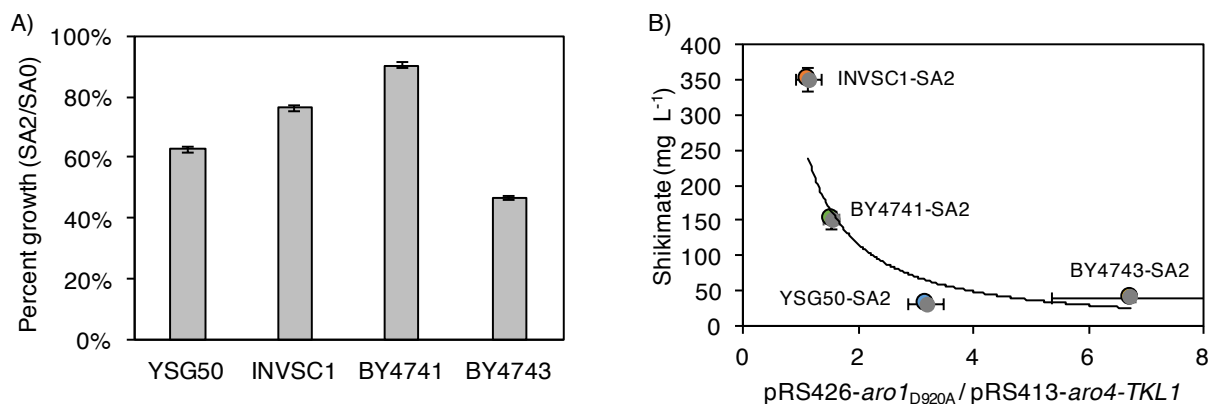 A)
Percent growth (SA2/SA0)
100%
80%
60%
40%
20%
0%
YSG50 INVSC1 BY4741 BY4743
B)
Shikimate (mg L-1)
400
350
300
250
200
150
100
50
0
INVSC1-SA2
BY4741-SA2
BY4743-SA2
YSG50-SA2
0 2 4 6 8
pRS426-aro1D920A / pRS413-aro4-TKL1